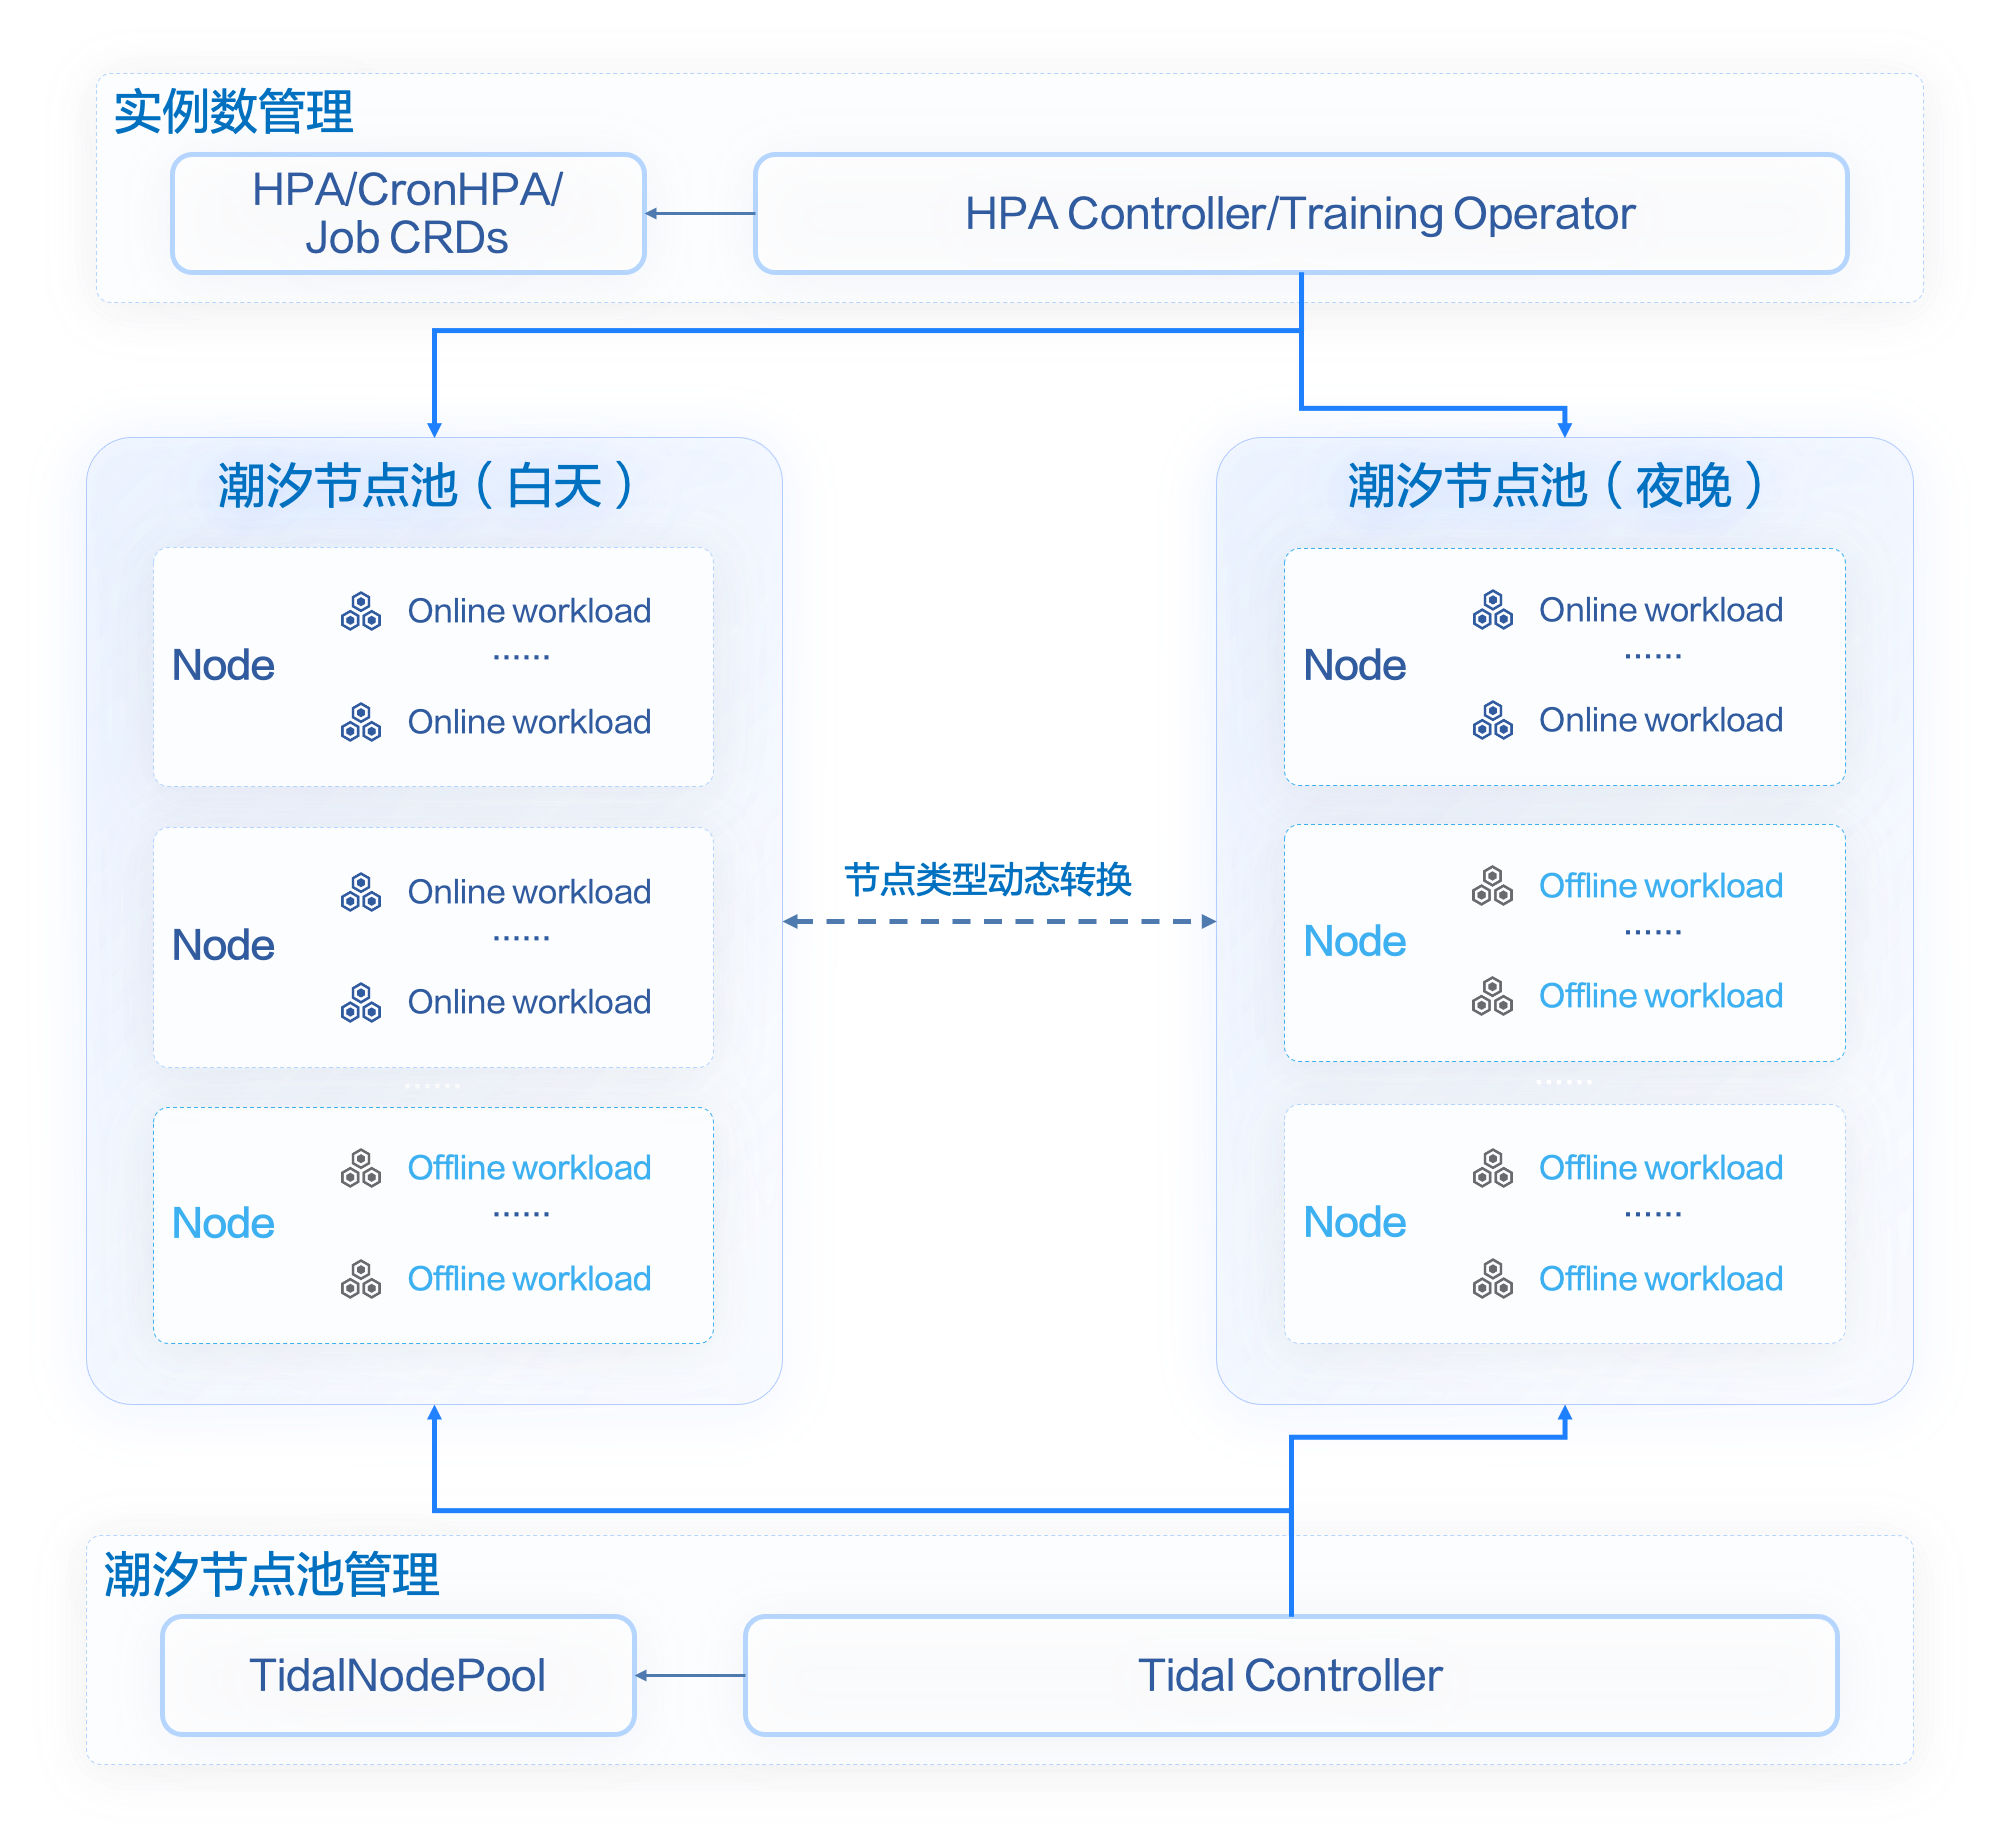 实例数管理
HPA/CronHPA/
Job CRDs
HPA Controller/Training Operator
潮汐节点池（白天）
Node
Online workload
······
Online workload
Node
Online workload
······
Online workload
······
Node
Offline workload
······
Offline workload
节点类型动态转换
潮汐节点池（夜晚）
Node
Online workload
······
Online workload
Node
Offline workload
······
Offline workload
······
Node
Offline workload
······
Offline workload
潮汐节点池管理
TidalNodePool
Tidal Controller